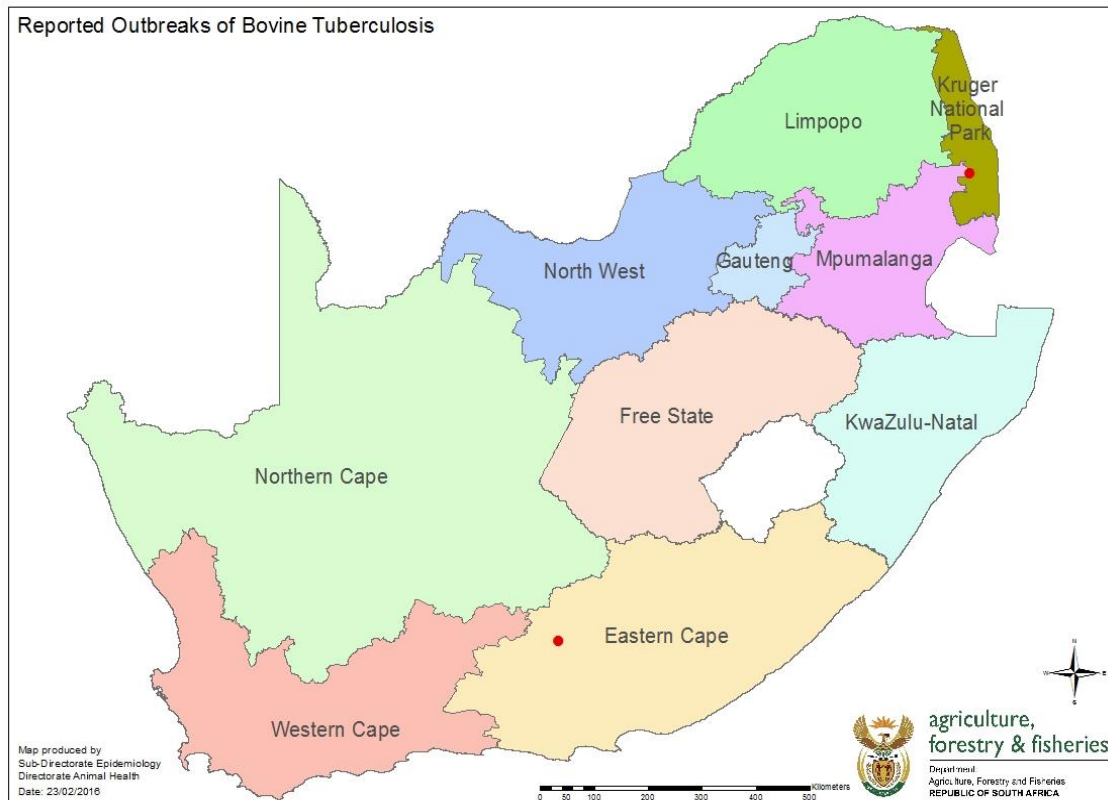 Reported Outbreaks of Bovine Tuberculosis
Kruger
National
Park
Limpopo
North West
Gauteng
Mpumalanga
Free State
KwaZulu-Natal
Northern Cape
Eastern Cape
Western Cape
N
W E
S
Map produced by
Sub-Directorate Epidemiology
Directorate Animal Health
Date: 23/02/2016
Kilometers
0 50 100 200 300 400 500
agriculture,
forestry & fisheries
Department:
Agriculture, Forestry and Fisheries
REPUBLIC OF SOUTH AFRICA